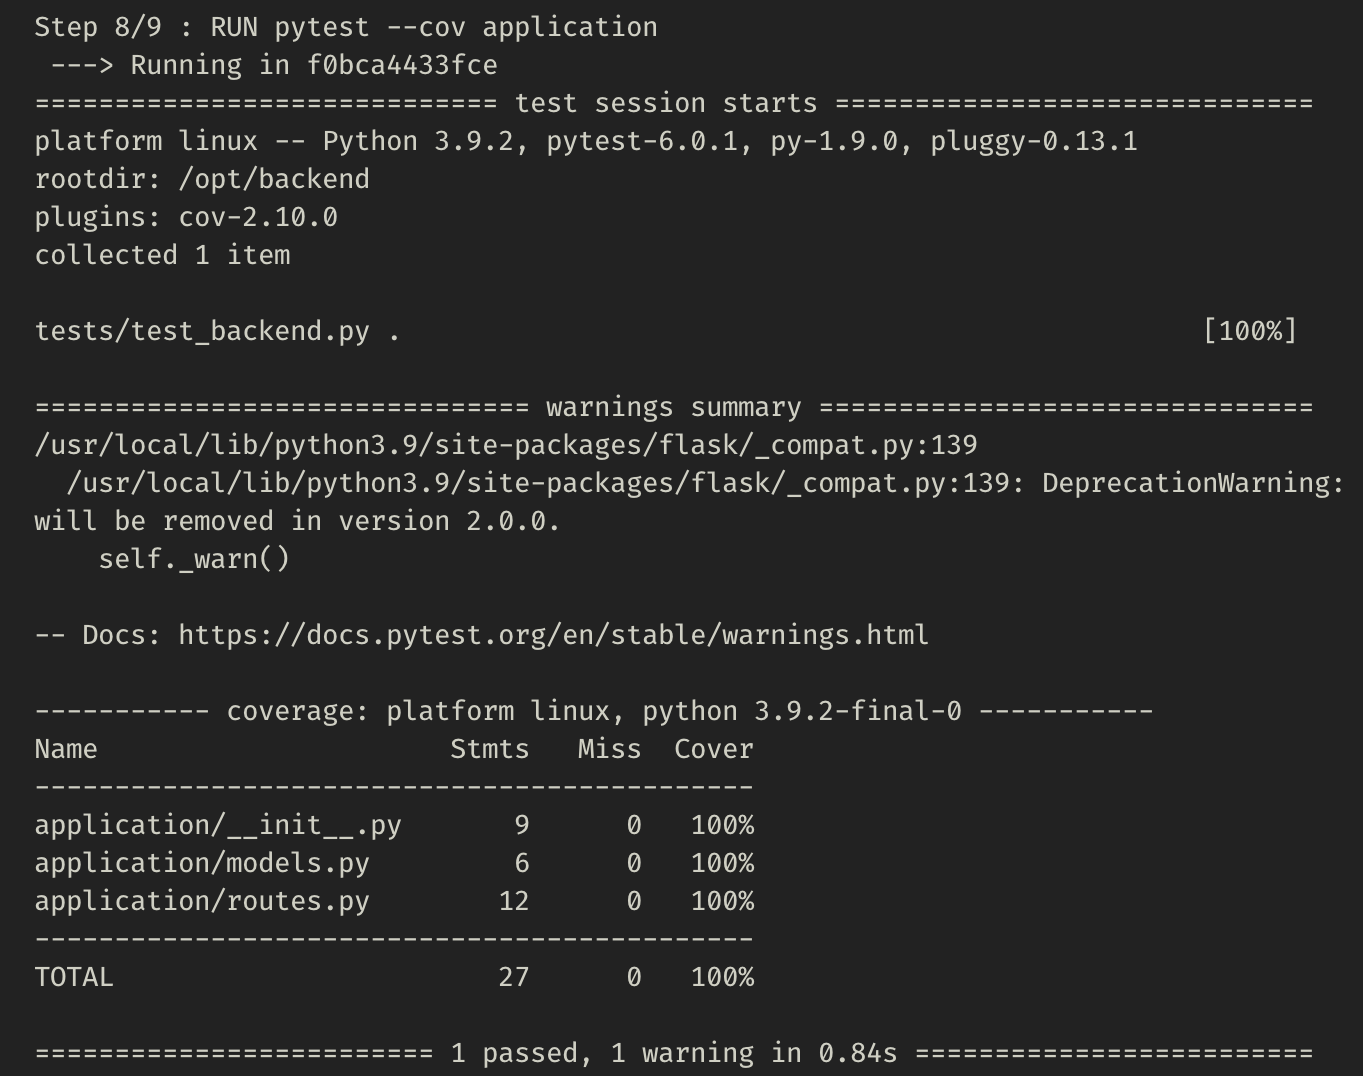 Step 8/9 : RUN pytest --cov application
 ---> Running in f0bca4433fce
============================= test session starts ==============================
platform linux -- Python 3.9.2, pytest-6.0.1, py-1.9.0, pluggy-0.13.1
rootdir: /opt/backend
plugins: cov-2.10.0
collected 1 item
tests/test_backend.py .                                                  [100%]
=============================== warnings summary ===============================
/usr/local/lib/python3.9/site-packages/flask/_compat.py:139
  /usr/local/lib/python3.9/site-packages/flask/_compat.py:139: DeprecationWarning:
will be removed in version 2.0.0.
    self._warn()
-- Docs: https://docs.pytest.org/en/stable/warnings.html
----------- coverage: platform linux, python 3.9.2-final-0 -----------
Name                      Stmts   Miss  Cover
---------------------------------------------
application/__init__.py       9      0   100%
application/models.py         6      0   100%
application/routes.py        12      0   100%
---------------------------------------------
TOTAL                        27      0   100%
========================= 1 passed, 1 warning in 0.84s =========================